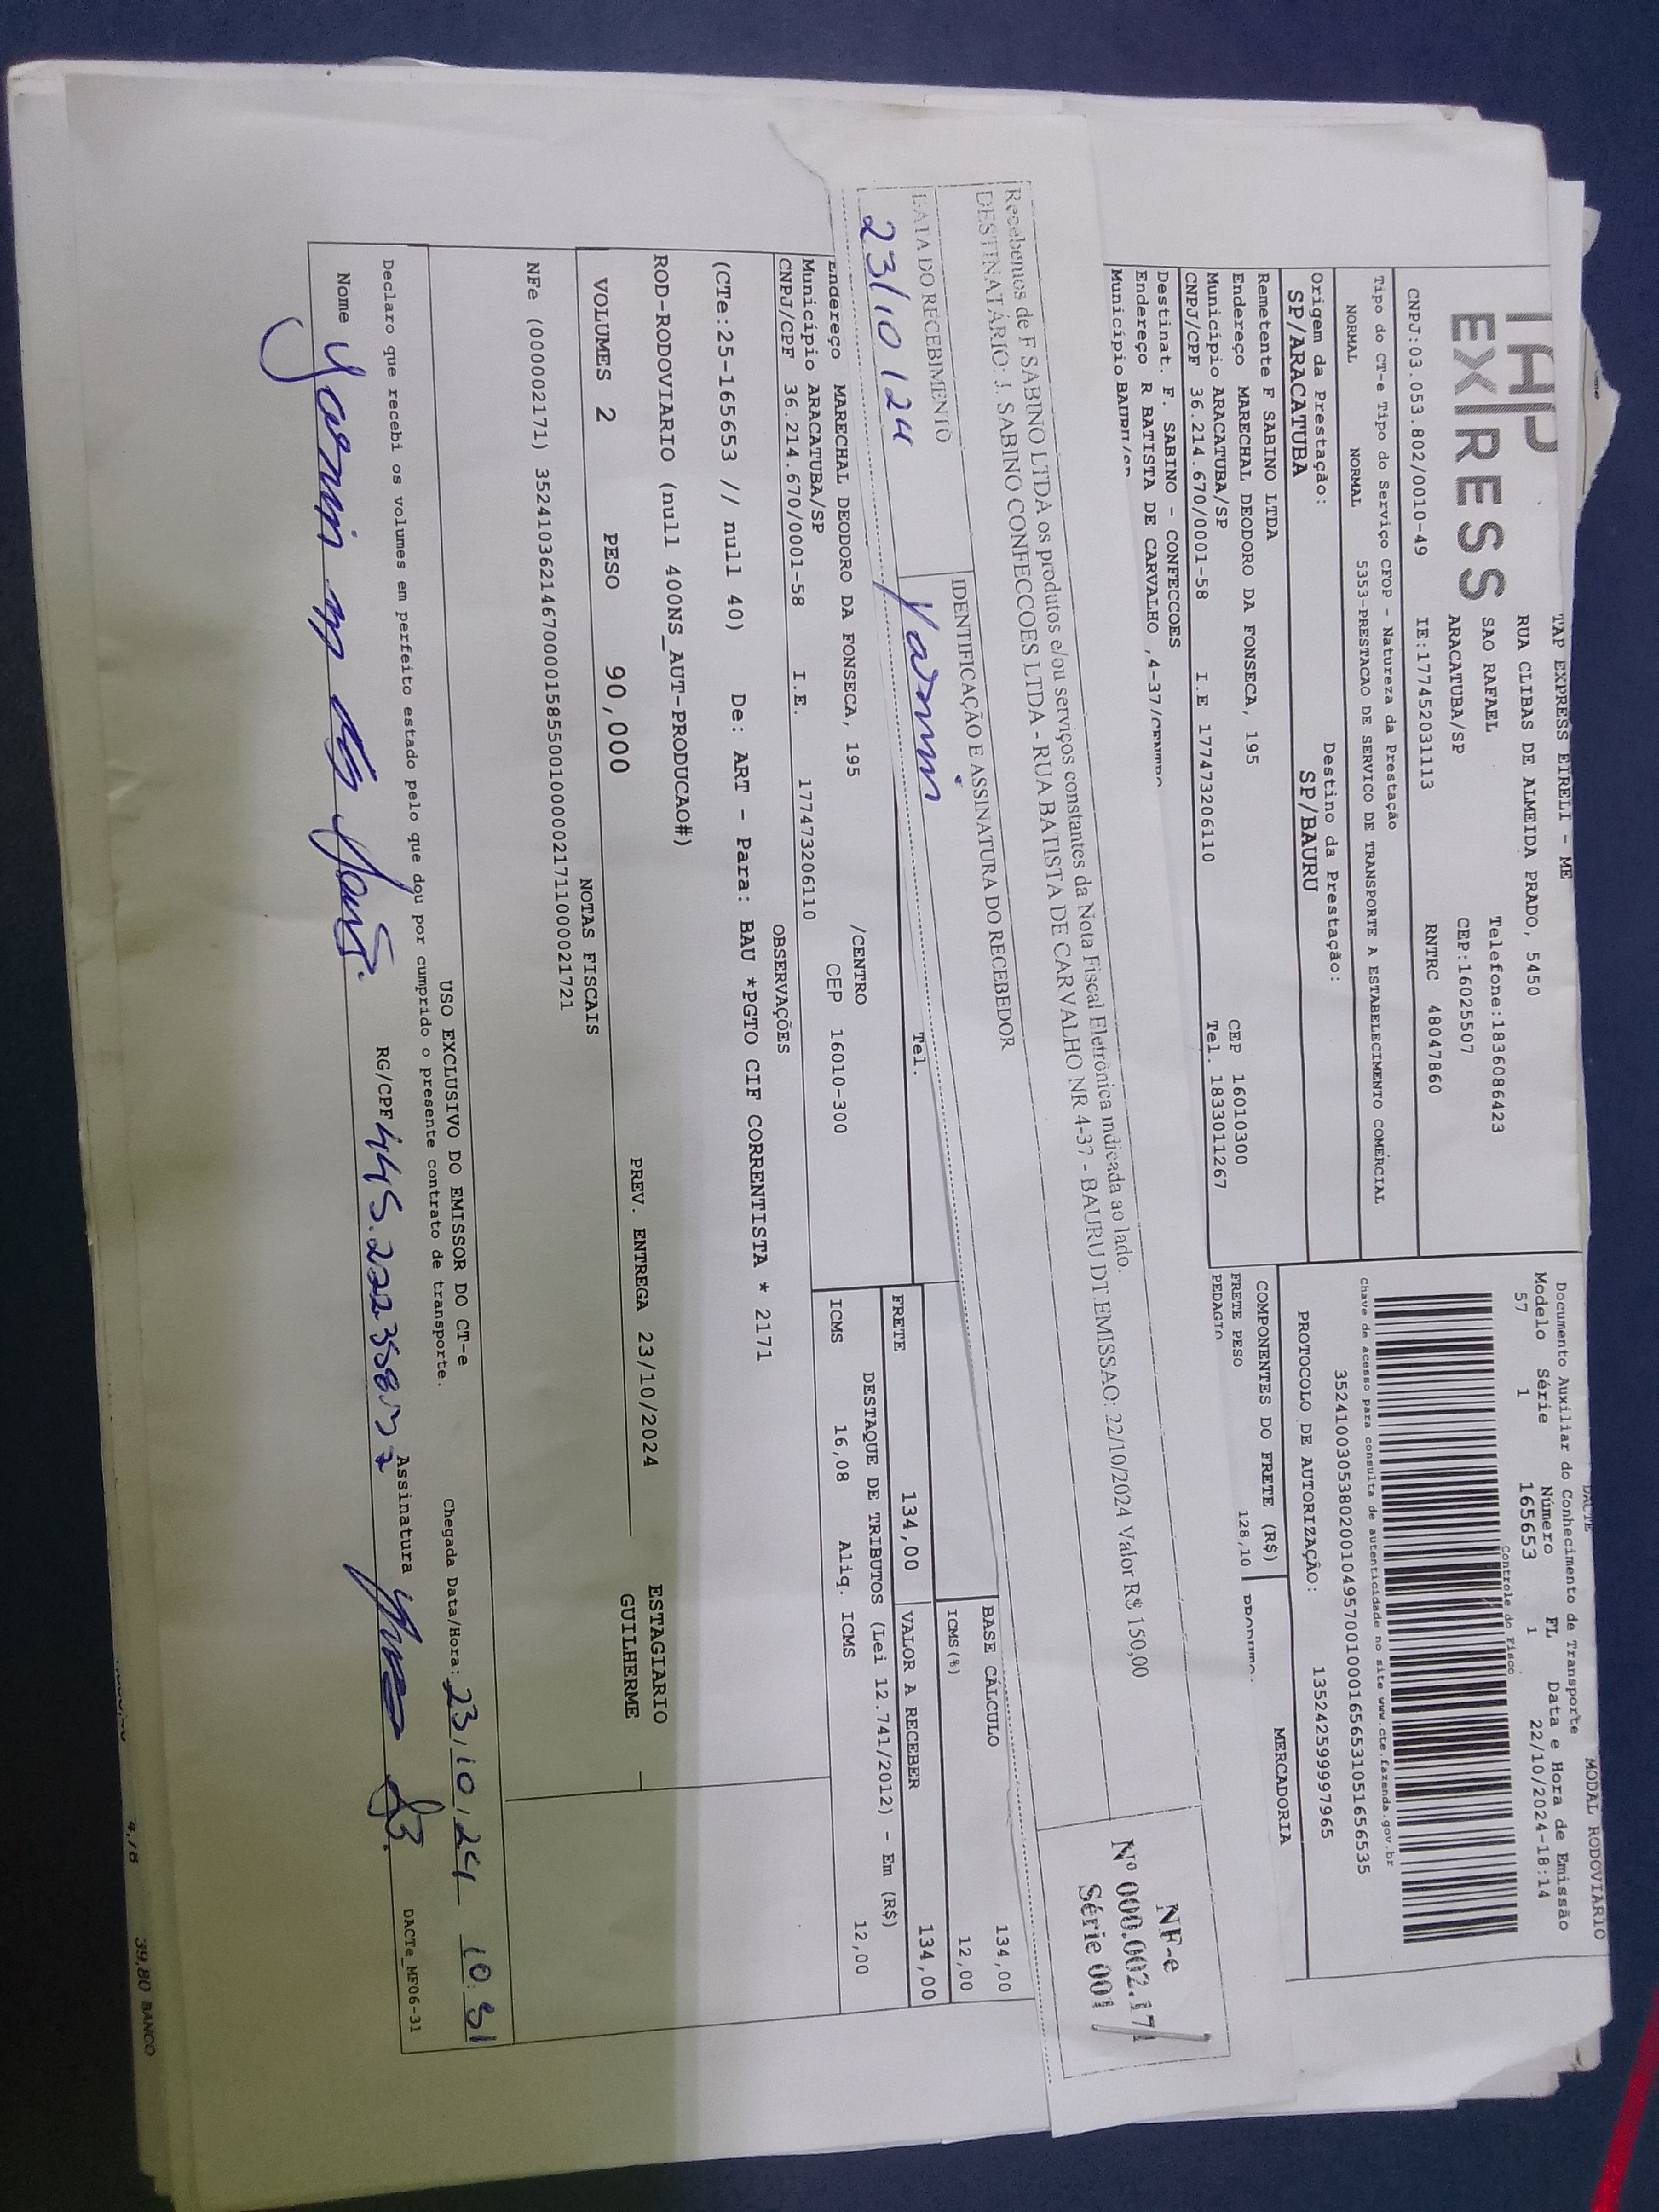 TAP
EXPRESS
TAP EXPRESS EIRELI - ME
RUA CLIBAS DE ALMEIDA PRADO, 5450
SAO RAFAEL Telefone:1836086423
ARACATUBA/SP CEP:16025507
CNPJ:03.053.802/0010-49 IE:177452031113 RNTRC 48047860
DACTE MODAL RODOVIÁRIO
Documento Auxiliar do Conhecimento de Transporte
Modelo Série Número FL Data e Hora de Emissão
57 1 165653 1 22/10/2024-18:14
Controle do Fisco
Chave de acesso para consulta de autenticidade no site www.cte.fazenda.gov.br
35241003053802001049570010001656531051656535
PROTOCOLO DE AUTORIZAÇÃO: 135242599997965
Tipo do CT-e Tipo do Serviço CFOP - Natureza da Prestação
NORMAL NORMAL 5353-PRESTACAO DE SERVICO DE TRANSPORTE A ESTABELECIMENTO COMERCIAL
Origem da Prestação: Destino da Prestação:
SP/ARACATUBA SP/BAURU
Remetente F SABINO LTDA
Endereço MARECHAL DEODORO DA FONSECA, 195 CEP 16010300
Município ARACATUBA/SP Tel. 1833011267
CNPJ/CPF 36.214.670/0001-58 I.E 177473206110
COMPONENTES DO FRETE (R$) MERCADORIA
FRETE PESO 128,10
PEDAGIO
Destinat. F. SABINO - CONFECCOES
Endereço R BATISTA DE CARVALHO ,4-37/CENTRO
Município BAURU/SP
Recebemos de F SABINO LTDA os produtos e/ou serviços constantes da Nota Fiscal Eletrônica indicada ao lado.
DESTINATÁRIO: J. SABINO CONFECCOES LTDA - RUA BATISTA DE CARVALHO NR 4-37 - BAURU DT.EMISSAO: 22/10/2024 Valor R$ 150,00
DATA DO RECEBIMENTO IDENTIFICAÇÃO E ASSINATURA DO RECEBEDOR
23/10/24 Yasmin
NF-e
Nº 000.002.171
Série 001
Tel.
BASE CÁLCULO 134,00
ICMS(%) 12,00
FRETE 134,00 VALOR A RECEBER 134,00
DESTAQUE DE TRIBUTOS (Lei 12.741/2012) - Em (R$)
ICMS 16,08 Aliq. ICMS 12,00
Endereço MARECHAL DEODORO DA FONSECA, 195 /CENTRO
Município ARACATUBA/SP CEP 16010-300
CNPJ/CPF 36.214.670/0001-58 I.E. 177473206110
OBSERVAÇÕES
(CTe:25-165653 // null 40) De: ART - Para: BAU *PGTO CIF CORRENTISTA * 2171
ROD-RODOVIARIO (null 400NS_AUT-PRODUCAO#)
VOLUMES 2 PESO 90,000 PREV. ENTREGA 23/10/2024 ESTAGIARIO
GUILHERME
NOTAS FISCAIS
NFe (000002171) 35241036214670000158550010000021711000021721
USO EXCLUSIVO DO EMISSOR DO CT-e
Declaro que recebi os volumes em perfeito estado pelo que dou por cumprido o presente contrato de transporte.
Chegada Data/Hora: 23/10/24 10:31
Nome Yasmin RG/CPF Assinatura
DACTe_MF06-31
39,80 BANCO